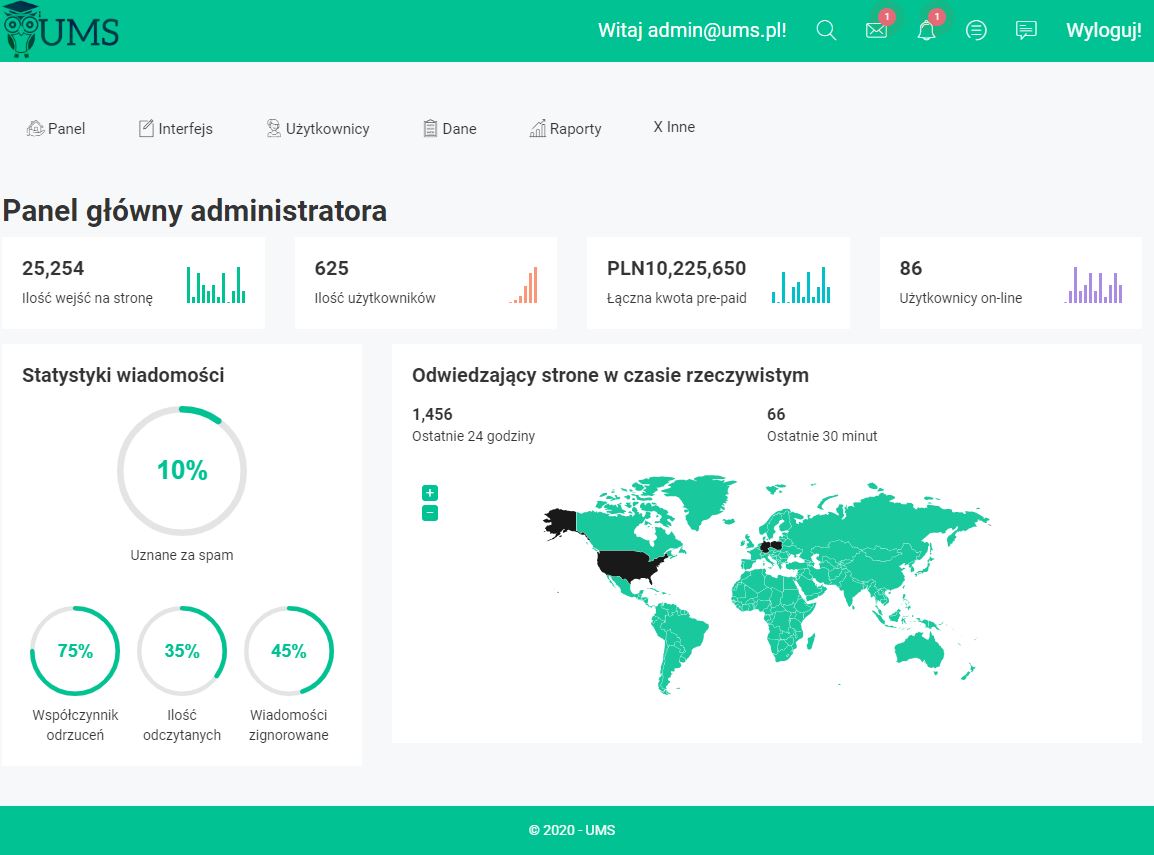 UMS
Witaj admin@ums.pl!
1
1
Wyloguj!
Panel
Interfejs
Użytkownicy
Dane
Raporty
X Inne
Panel główny administratora
25,254
Ilość wejść na stronę
625
Ilość użytkowników
PLN10,225,650
Łączna kwota pre-paid
86
Użytkownicy on-line
Statystyki wiadomości
10%
Uznane za spam
75%
Współczynnik
odrzuceń
35%
Ilość
odczytanych
45%
Wiadomości
zignorowane
Odwiedzający strone w czasie rzeczywistym
1,456
Ostatnie 24 godziny
66
Ostatnie 30 minut
+
−
© 2020 - UMS